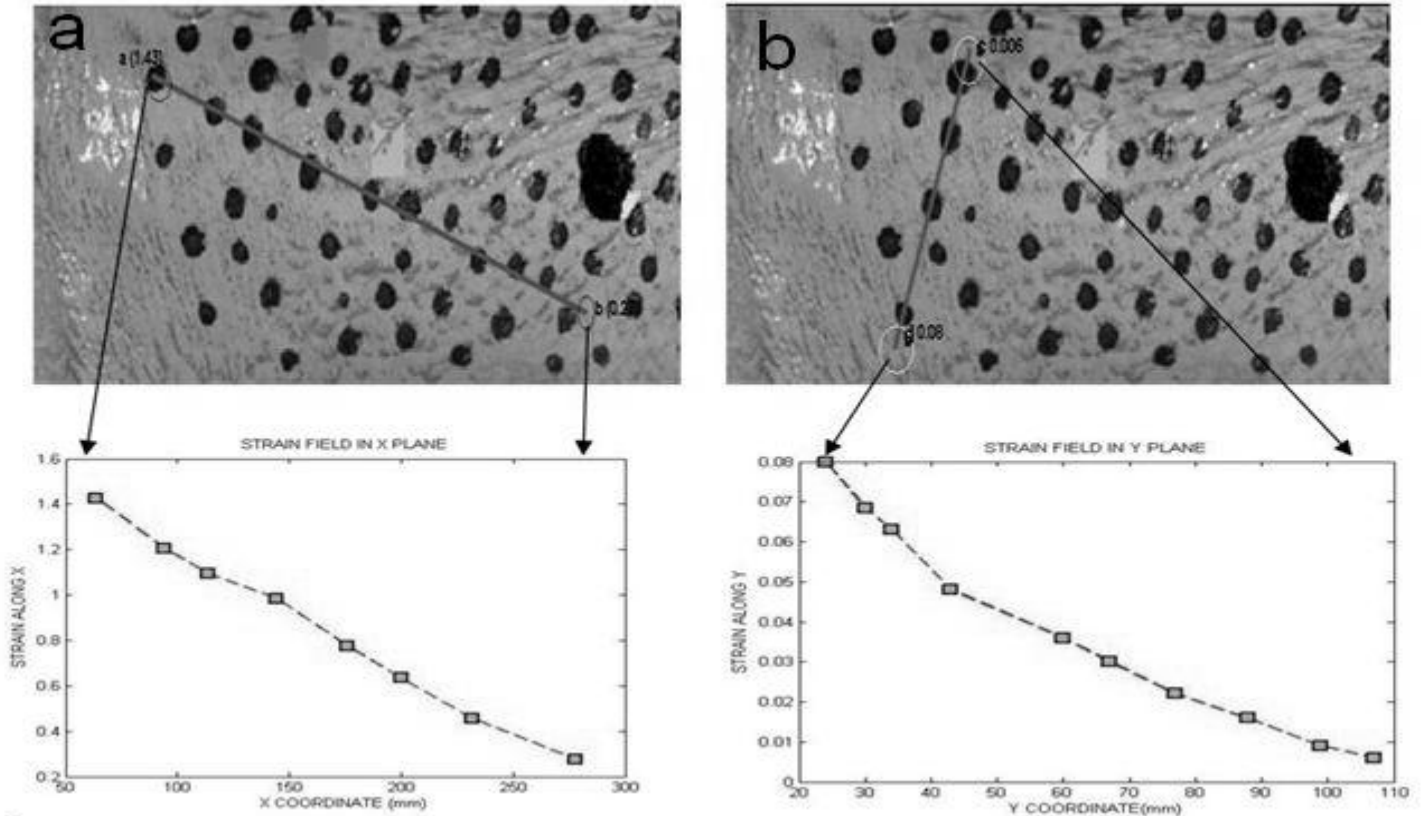 a
a (1.43)
b
b
c 0.006
0.08
STRAIN FIELD IN X PLANE
STRAIN ALONG X
1.6
1.4
1.2
1
0.8
0.6
0.4
0.2
50 100 150 200 250 300
X COORDINATE (mm)
STRAIN FIELD IN Y PLANE
STRAIN ALONG Y
0.08
0.07
0.06
0.05
0.04
0.03
0.02
0.01
0
20 30 40 50 60 70 80 90 100 110
Y COORDINATE(mm)